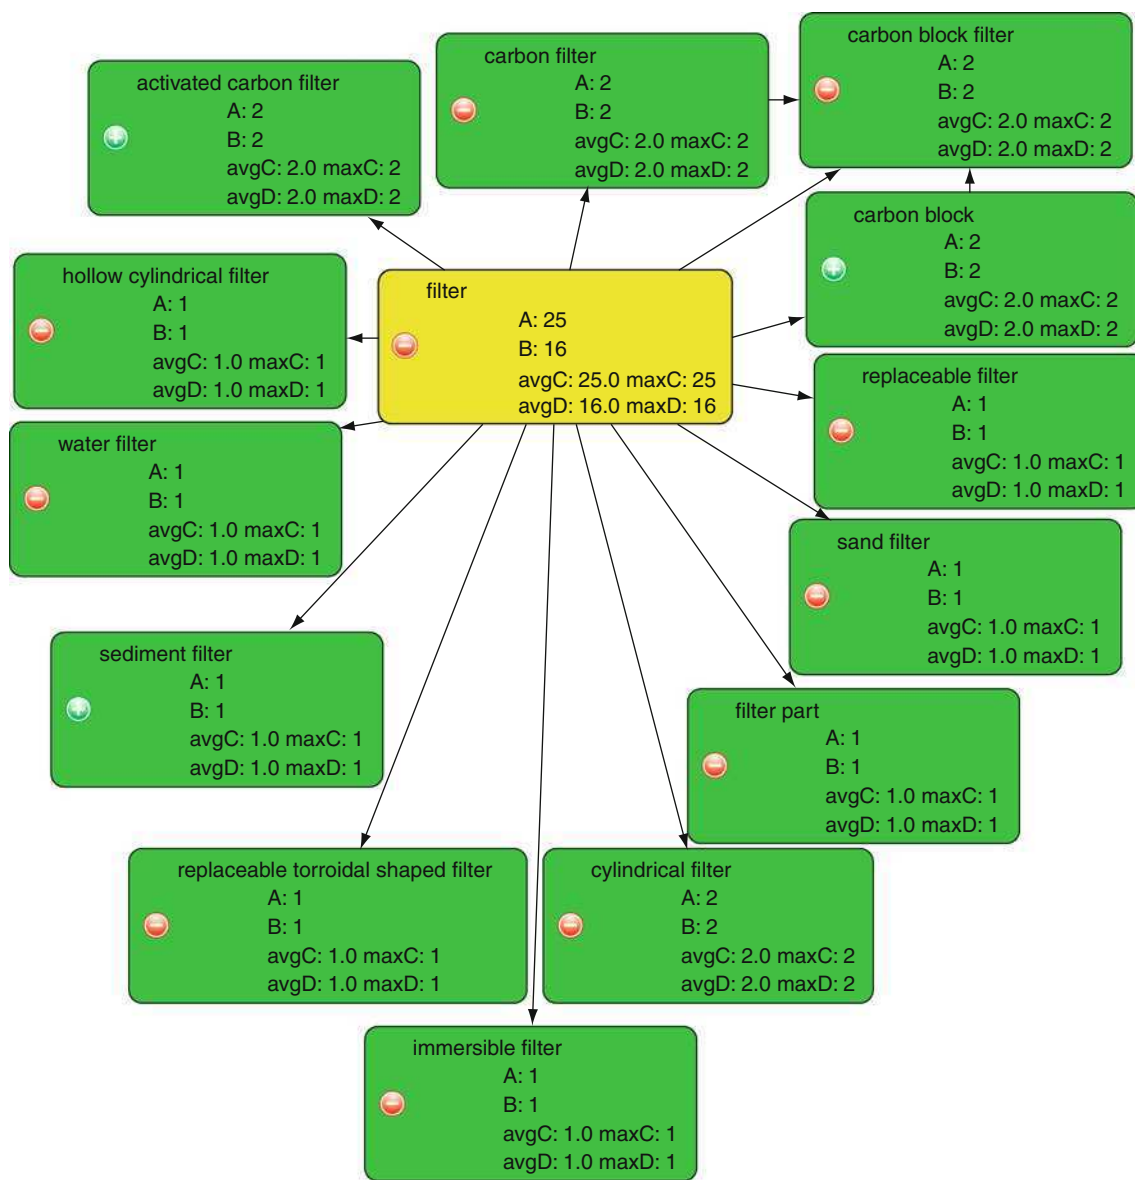 activated carbon filter
A: 2
B: 2
avgC: 2.0 maxC: 2
avgD: 2.0 maxD: 2
carbon filter
A: 2
B: 2
avgC: 2.0 maxC: 2
avgD: 2.0 maxD: 2
carbon block filter
A: 2
B: 2
avgC: 2.0 maxC: 2
avgD: 2.0 maxD: 2
hollow cylindrical filter
A: 1
B: 1
avgC: 1.0 maxC: 1
avgD: 1.0 maxD: 1
filter
A: 25
B: 16
avgC: 25.0 maxC: 25
avgD: 16.0 maxD: 16
carbon block
A: 2
B: 2
avgC: 2.0 maxC: 2
avgD: 2.0 maxD: 2
replaceable filter
A: 1
B: 1
avgC: 1.0 maxC: 1
avgD: 1.0 maxD: 1
water filter
A: 1
B: 1
avgC: 1.0 maxC: 1
avgD: 1.0 maxD: 1
sand filter
A: 1
B: 1
avgC: 1.0 maxC: 1
avgD: 1.0 maxD: 1
sediment filter
A: 1
B: 1
avgC: 1.0 maxC: 1
avgD: 1.0 maxD: 1
filter part
A: 1
B: 1
avgC: 1.0 maxC: 1
avgD: 1.0 maxD: 1
replaceable torroidal shaped filter
A: 1
B: 1
avgC: 1.0 maxC: 1
avgD: 1.0 maxD: 1
cylindrical filter
A: 2
B: 2
avgC: 2.0 maxC: 2
avgD: 2.0 maxD: 2
immersible filter
A: 1
B: 1
avgC: 1.0 maxC: 1
avgD: 1.0 maxD: 1